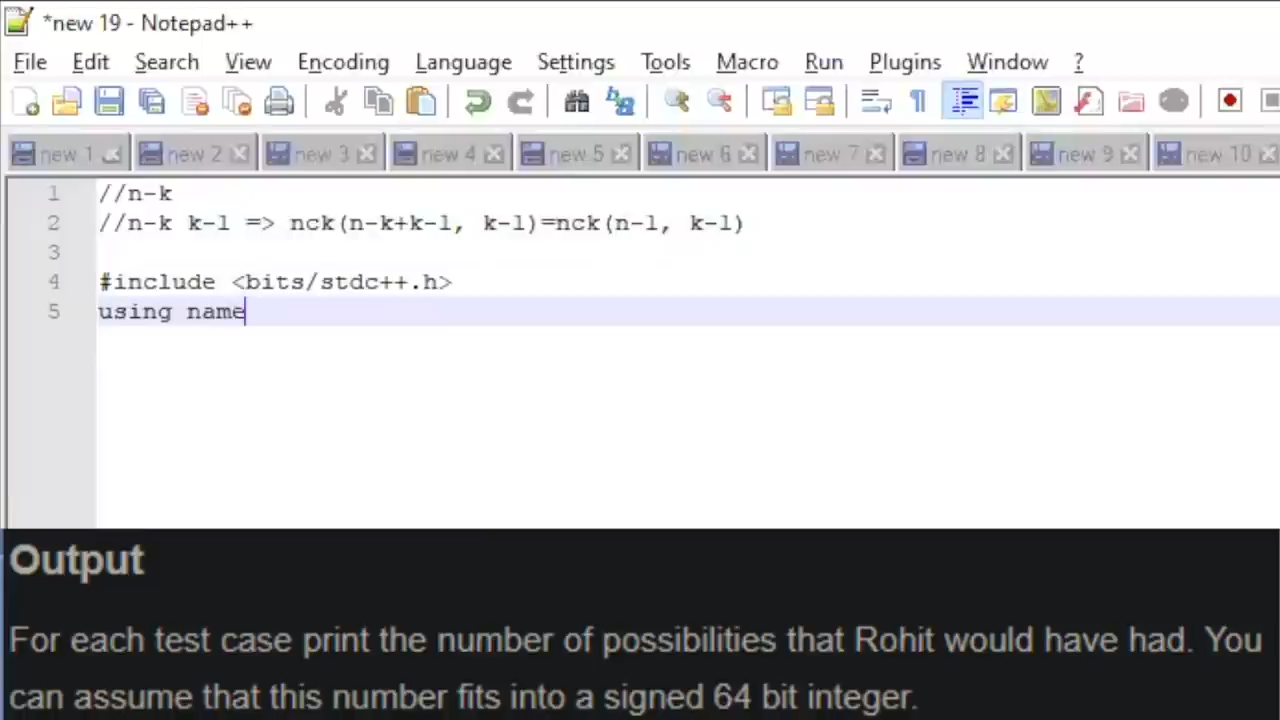 *new 19 - Notepad++
File Edit Search View Encoding Language Settings Tools Macro Run Plugins Window ?
new 1 new 2 new 3 new 4 new 5 new 6 new 7 new 8 new 9 new 10
1 //n-k
2 //n-k k-1 => nck(n-k+k-1, k-1)=nck(n-1, k-1)
3
4 #include <bits/stdc++.h>
5 using name
Output
For each test case print the number of possibilities that Rohit would have had. You
can assume that this number fits into a signed 64 bit integer.